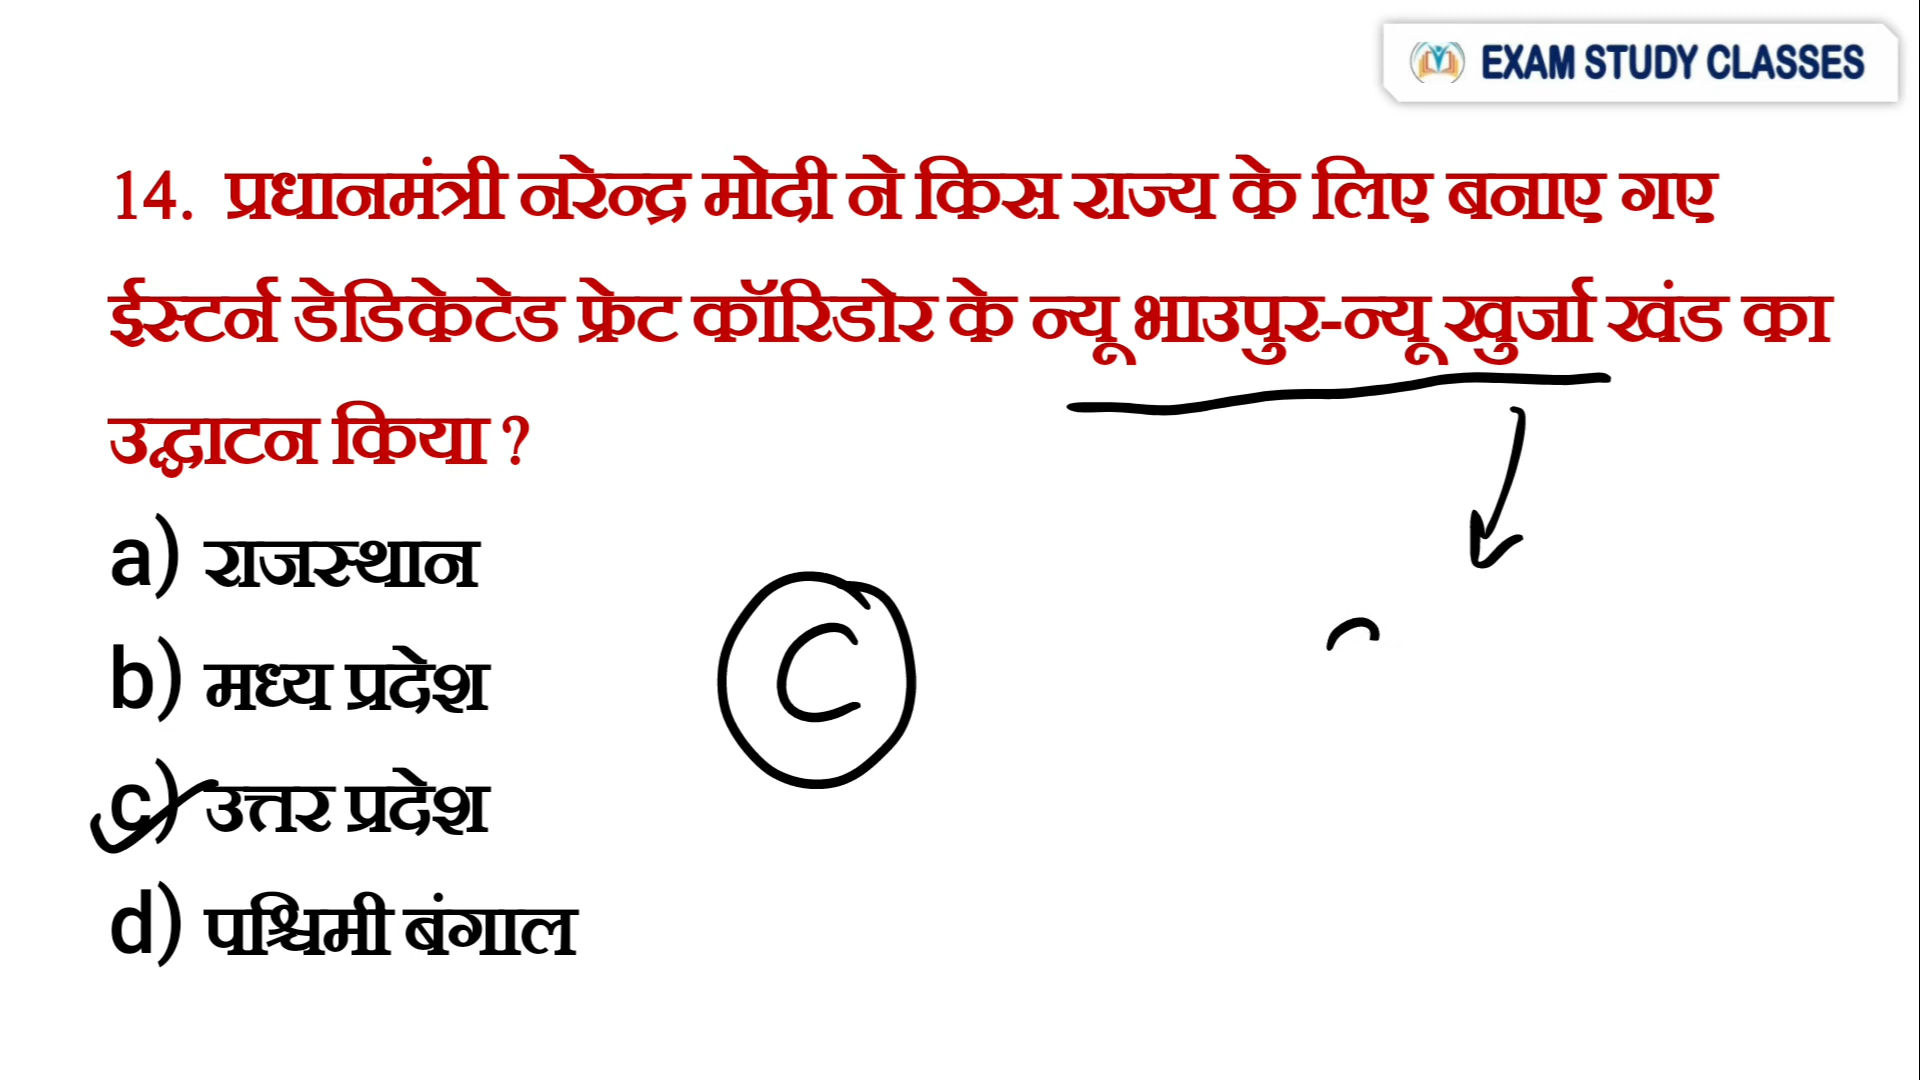 EXAM STUDY CLASSES
14. प्रधानमंत्री नरेन्द्र मोदी ने किस राज्य के लिए बनाए गए
ईस्टर्न डेडिकेटेड फ्रेट कॉरिडोर के न्यू भाउपुर-न्यू खुर्जा खंड का
उद्घाटन किया ?
a) राजस्थान
b) मध्य प्रदेश
C
c) उत्तर प्रदेश
d) पश्चिमी बंगाल